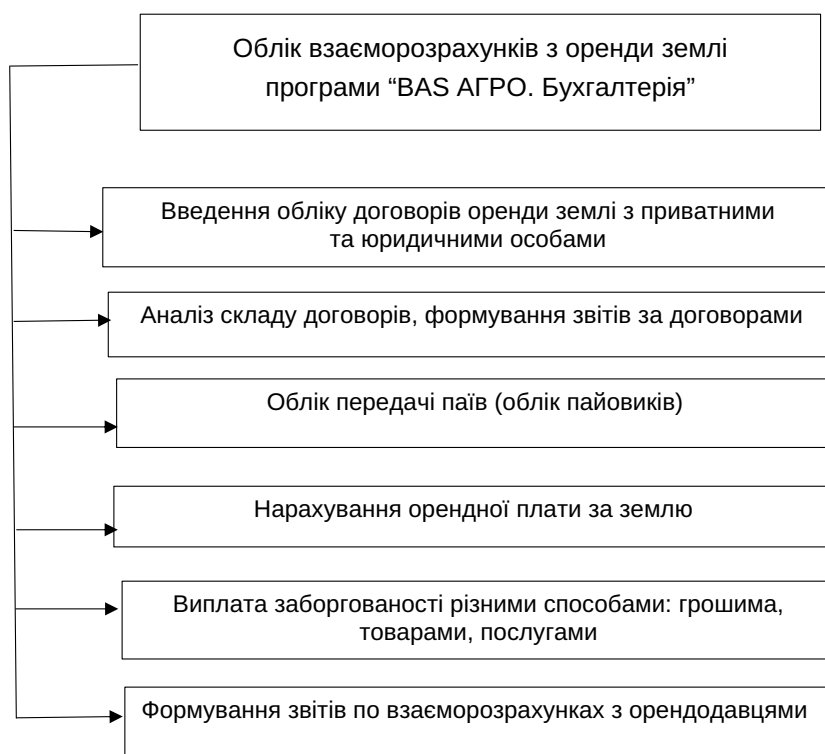 Облік взаєморозрахунків з оренди землі
програми “BAS АГРО. Бухгалтерія”
Введення обліку договорів оренди землі з приватними
та юридичними особами
Аналіз складу договорів, формування звітів за договорами
Облік передачі паїв (облік пайовиків)
Нарахування орендної плати за землю
Виплата заборгованості різними способами: грошима,
товарами, послугами
Формування звітів по взаєморозрахунках з орендодавцями